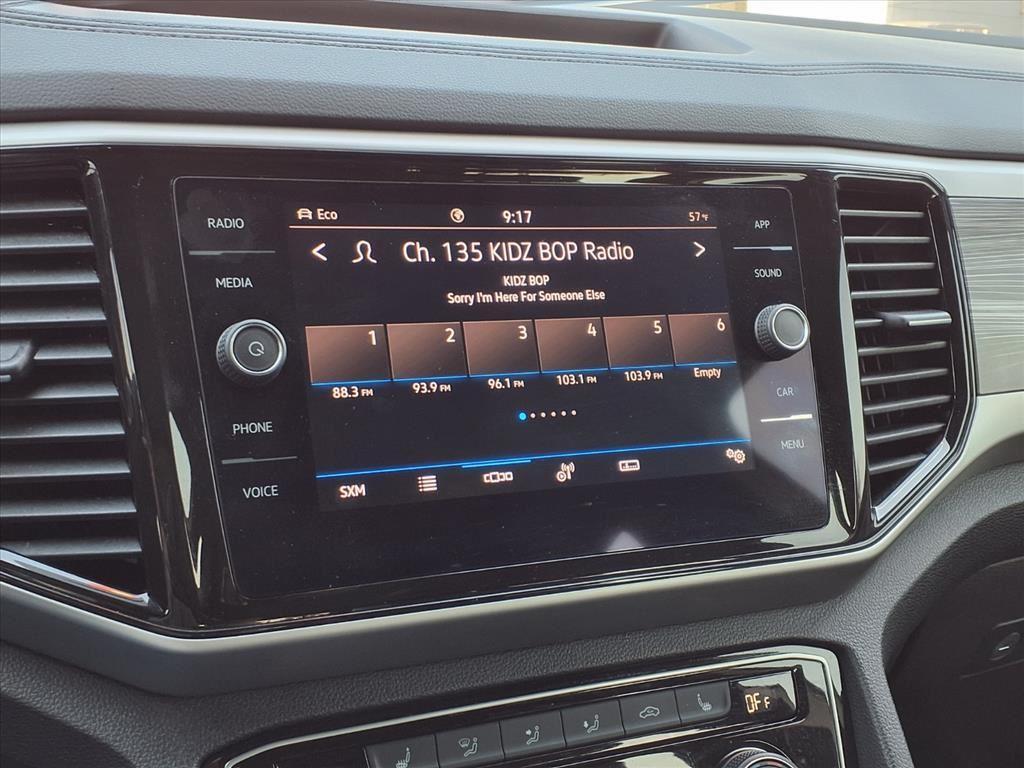 RADIO
MEDIA
PHONE
VOICE
Eco 9:17 57°F
< Ch. 135 KIDZ BOP Radio >
KIDZ BOP
Sorry I'm Here For Someone Else
1 2 3 4 5 6
88.3 FM 93.9 FM 96.1 FM 103.1 FM 103.9 FM Empty
SXM
APP
SOUND
CAR
MENU
OFF F